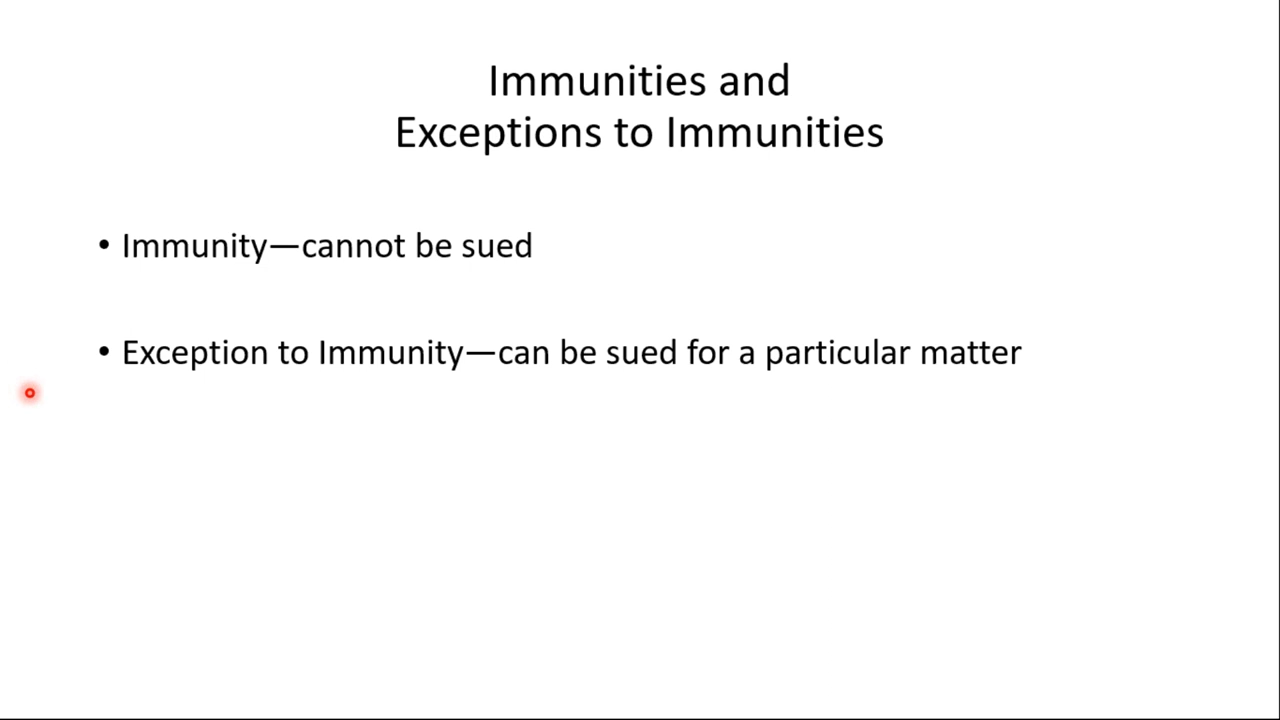 Immunities and
Exceptions to Immunities
• Immunity—cannot be sued
• Exception to Immunity—can be sued for a particular matter